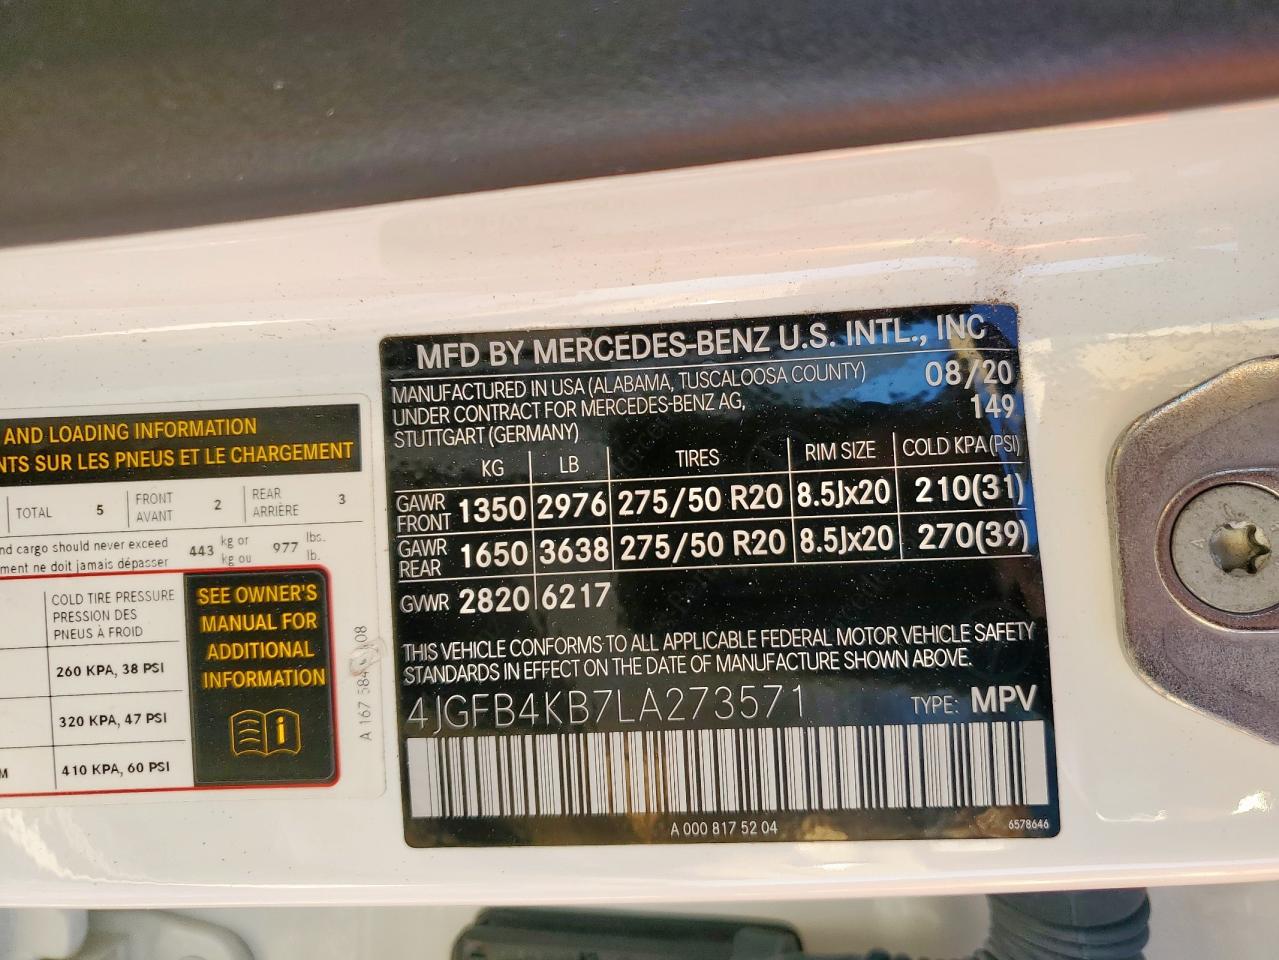 AND LOADING INFORMATION
NTS SUR LES PNEUS ET LE CHARGEMENT
TOTAL 5 FRONT AVANT 2 REAR ARRIÈRE 3
nd cargo should never exceed 443 kg or 977 lbs.
ment ne doit jamais dépasser kg ou lb.
COLD TIRE PRESSURE
PRESSION DES
PNEUS À FROID
260 KPA, 38 PSI
320 KPA, 47 PSI
M 410 KPA, 60 PSI
SEE OWNER'S
MANUAL FOR
ADDITIONAL
INFORMATION
i
A 167 584 08
MFD BY MERCEDES-BENZ U.S. INTL., INC
MANUFACTURED IN USA (ALABAMA, TUSCALOOSA COUNTY) 08/20
UNDER CONTRACT FOR MERCEDES-BENZ AG, 149
STUTTGART (GERMANY)
KG LB TIRES RIM SIZE COLD KPA (PSI)
GAWR FRONT 1350 2976 275/50 R20 8.5Jx20 210(31)
GAWR REAR 1650 3638 275/50 R20 8.5Jx20 270(39)
GVWR 2820 6217
THIS VEHICLE CONFORMS TO ALL APPLICABLE FEDERAL MOTOR VEHICLE SAFETY
STANDARDS IN EFFECT ON THE DATE OF MANUFACTURE SHOWN ABOVE.
4JGFB4KB7LA273571 TYPE: MPV
A 000 817 52 04 6578646